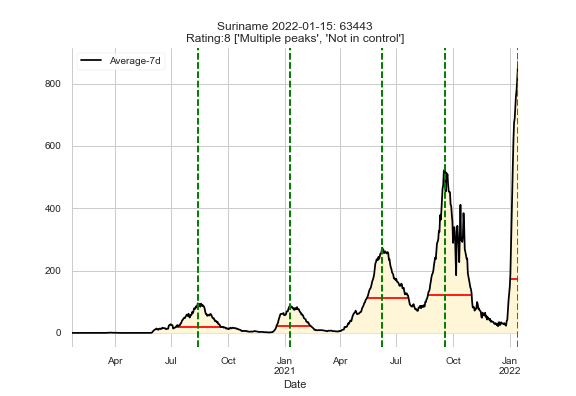 Suriname 2022-01-15: 63443
Rating:8 ['Multiple peaks', 'Not in control']
Average-7d
800
600
400
200
0
Apr Jul Oct Jan Apr Jul Oct Jan
2021 2022
Date